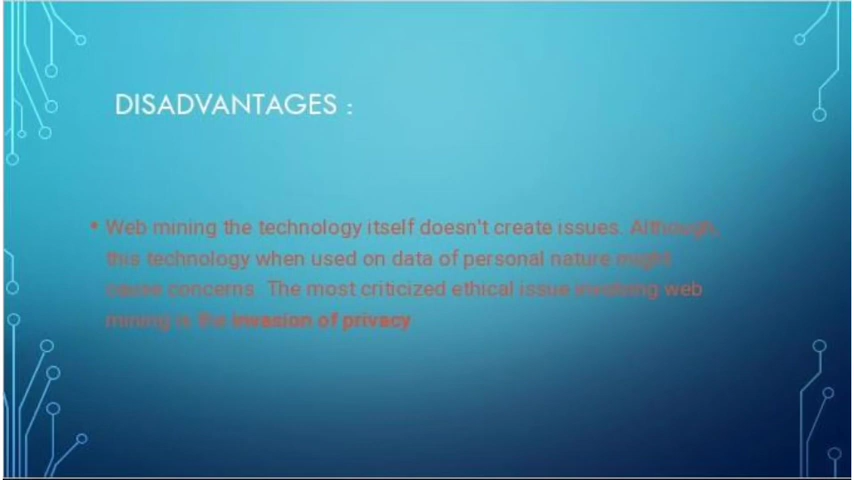 DISADVANTAGES :
• Web mining the technology itself doesn't create issues. Although,
this technology when used on data of personal nature might
cause concerns. The most criticized ethical issue involving web
mining is the invasion of privacy